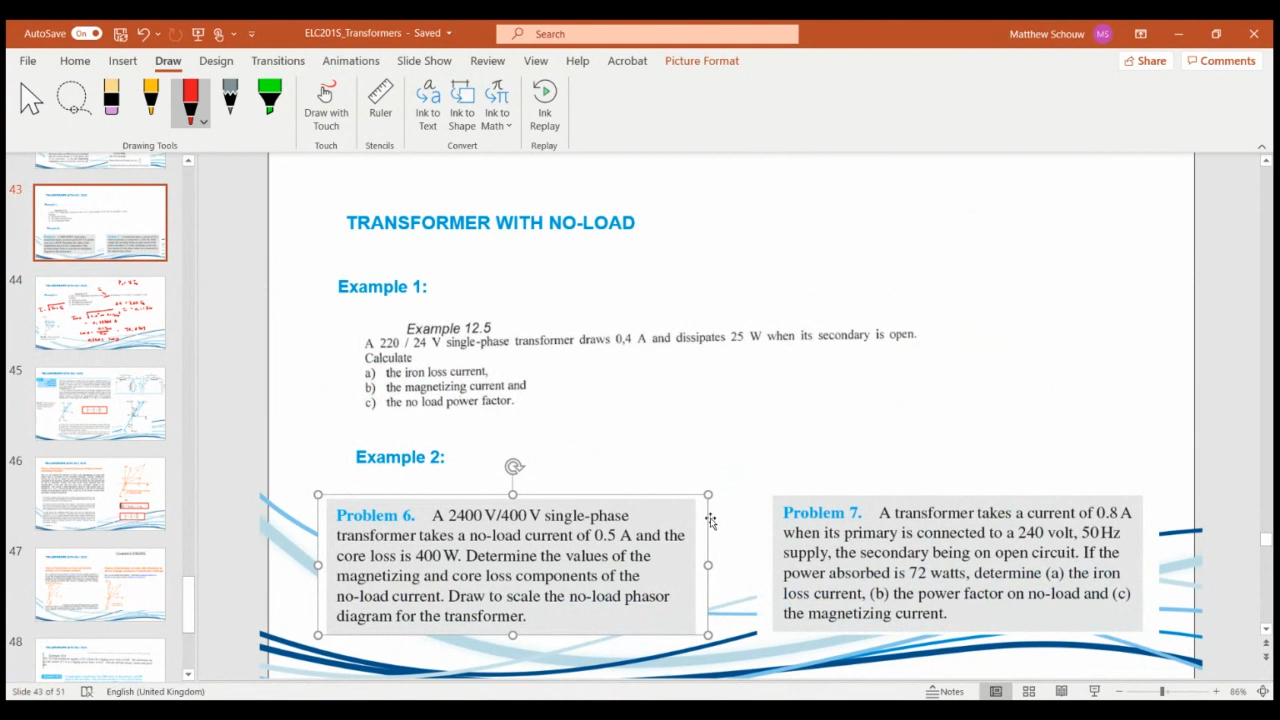 AutoSave On
ELC201S_Transformers - Saved
Search
Matthew Schouw MS
File Home Insert Draw Design Transitions Animations Slide Show Review View Help Acrobat Picture Format
Share Comments
Draw with Touch
Ruler
Ink to Text
Ink to Shape
Ink to Math
Ink Replay
Drawing Tools Touch Stencils Convert Replay
43
44
45
46
47
48
TRANSFORMER WITH NO-LOAD
Example 1:
Example 12.5
A 220 / 24 V single-phase transformer draws 0,4 A and dissipates 25 W when its secondary is open.
Calculate
a) the iron loss current,
b) the magnetizing current and
c) the no load power factor.
Example 2:
Problem 6. A 2400 V/400 V single-phase
transformer takes a no-load current of 0.5 A and the
core loss is 400 W. Determine the values of the
magnetizing and core loss components of the
no-load current. Draw to scale the no-load phasor
diagram for the transformer.
Problem 7. A transformer takes a current of 0.8 A
when its primary is connected to a 240 volt, 50 Hz
supply, the secondary being on open circuit. If the
power absorbed is 72 watts, determine (a) the iron
loss current, (b) the power factor on no-load and (c)
the magnetizing current.
Slide 43 of 51 English (United Kingdom) Notes 86%